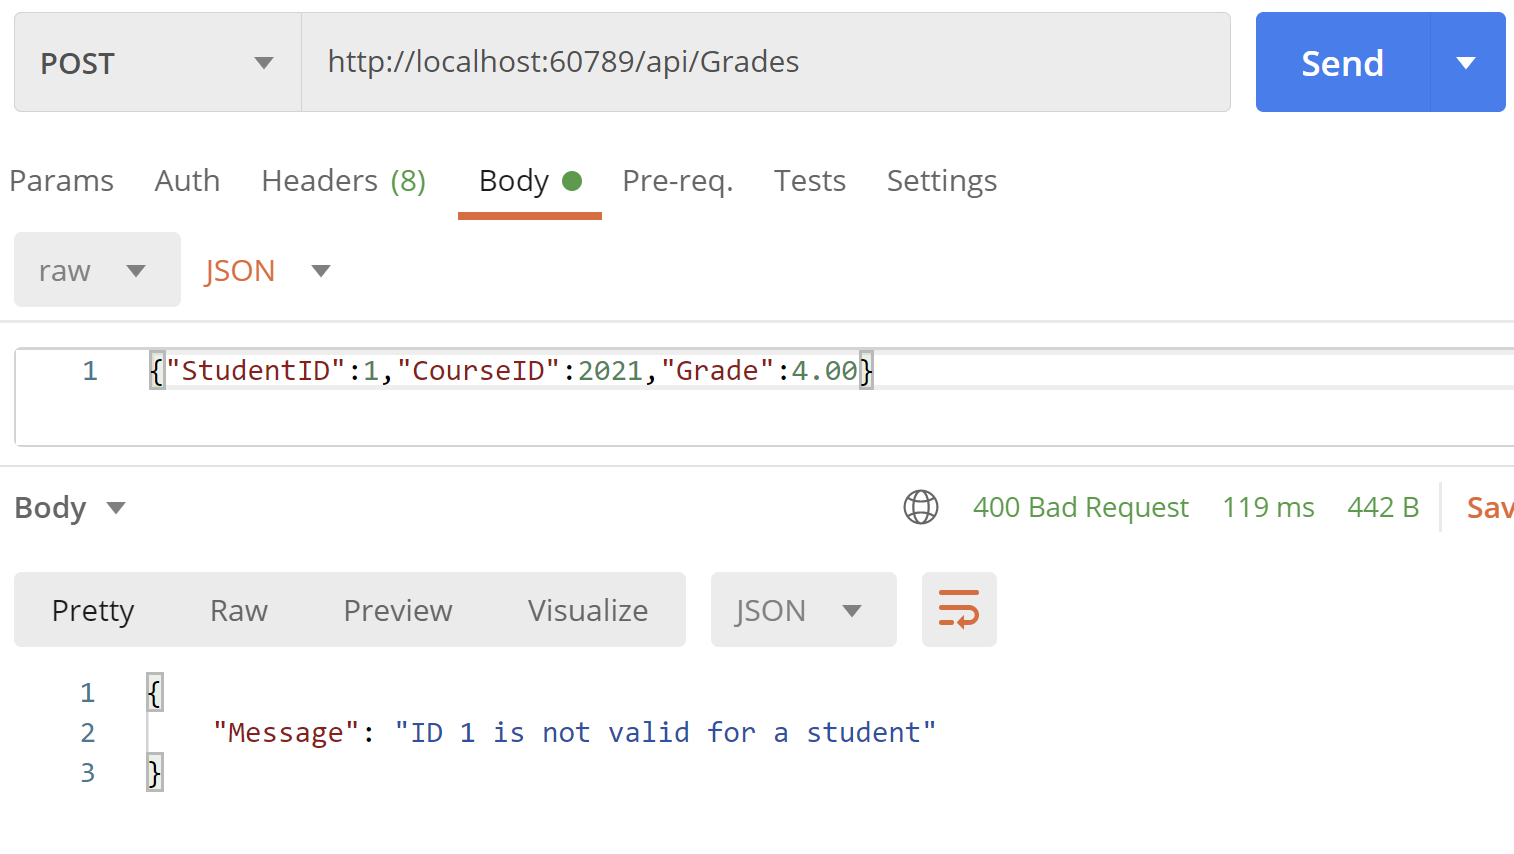 POST http://localhost:60789/api/Grades Send
Params Auth Headers (8) Body Pre-req. Tests Settings
raw JSON
1 {"StudentID":1,"CourseID":2021,"Grade":4.00}
Body 400 Bad Request 119 ms 442 B Sav
Pretty Raw Preview Visualize JSON
1 {
2 "Message": "ID 1 is not valid for a student"
3 }